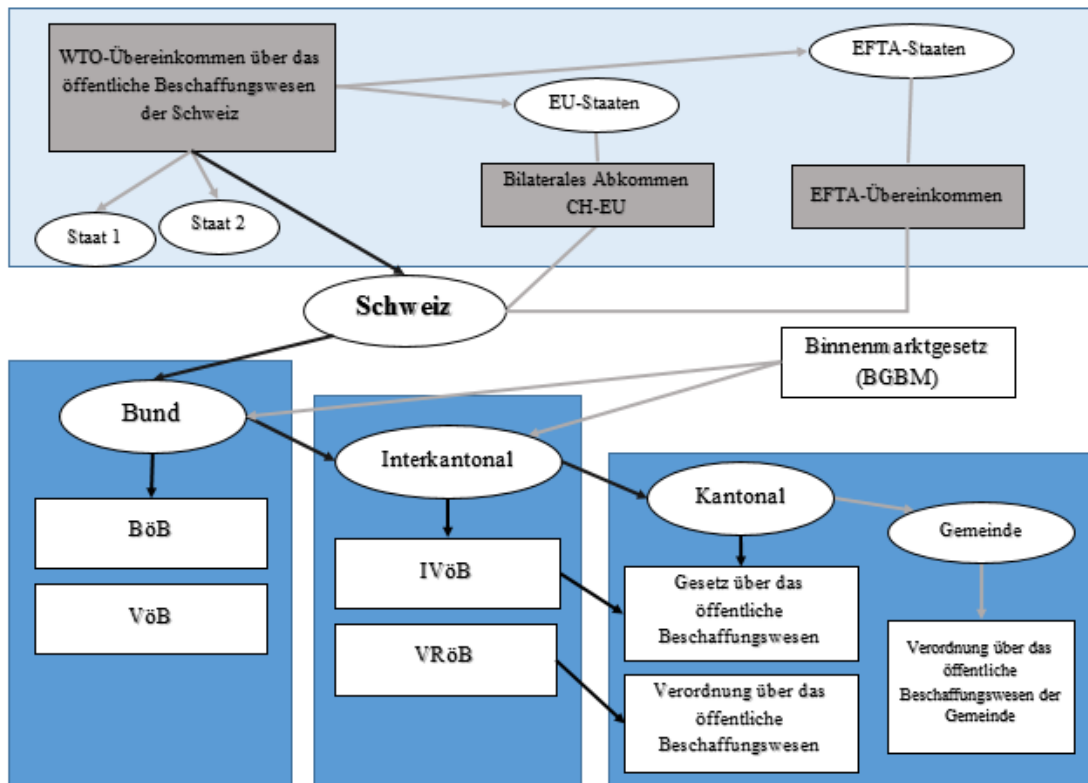 WTO-Übereinkommen über das
öffentliche Beschaffungswesen
der Schweiz
EFTA-Staaten
EU-Staaten
Bilaterales Abkommen
CH-EU
EFTA-Übereinkommen
Staat 1
Staat 2
Schweiz
Binnenmarktgesetz
(BGBM)
Bund
BöB
VöB
Interkantonal
IVöB
VRöB
Kantonal
Gesetz über das
öffentliche
Beschaffungswesen
Verordnung über das
öffentliche
Beschaffungswesen
Gemeinde
Verordnung über das
öffentliche
Beschaffungswesen der
Gemeinde